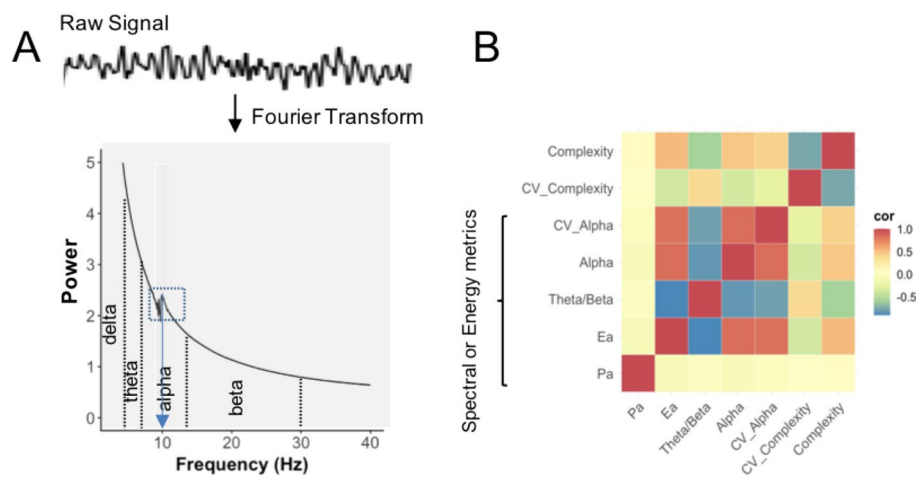 A
Raw Signal
Fourier Transform
Power
5
4
3
2
1
0
delta
theta
alpha
beta
10
20
30
40
Frequency (Hz)
B
Spectral or Energy metrics
Complexity
CV_Complexity
CV_Alpha
Alpha
Theta/Beta
Ea
Pa
Pa
Ea
Theta/Beta
Alpha
CV_Alpha
CV_Complexity
Complexity
cor
1.0
0.5
0.0
-0.5